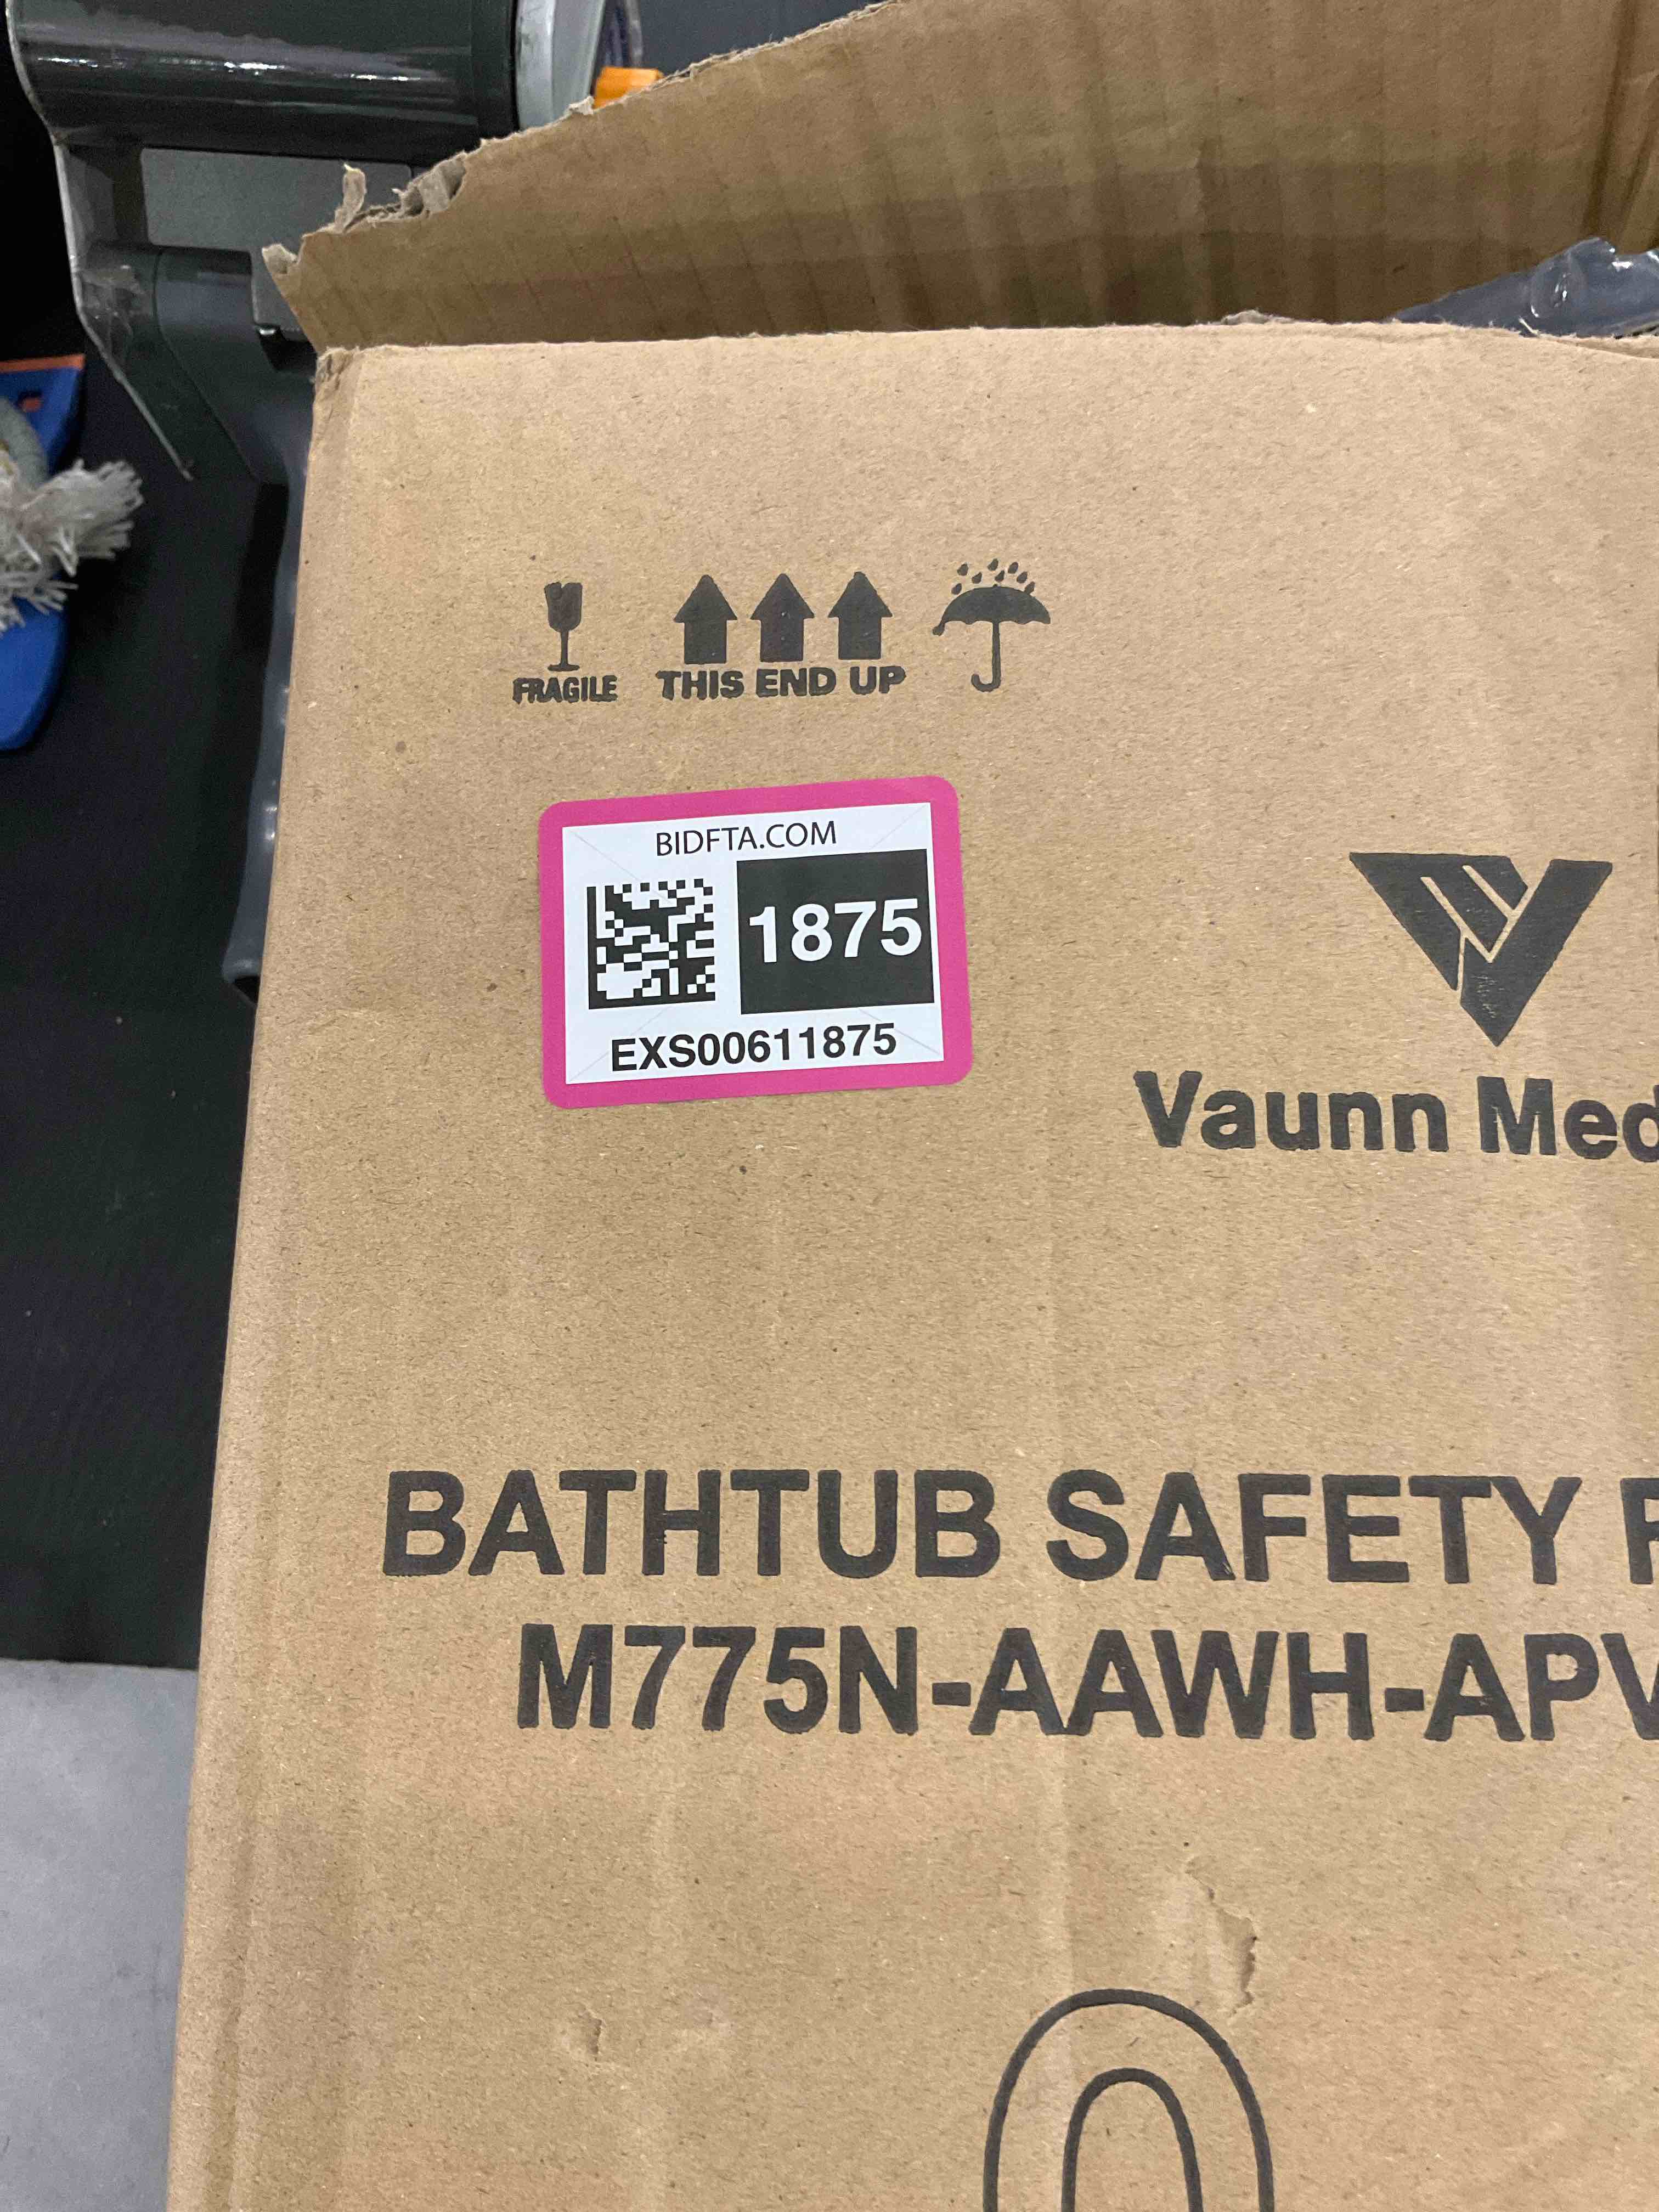 FRAGILE THIS END UP
BIDFTA.COM
1875
EXS00611875
Vaunn Med
BATHTUB SAFETY
M775N-AAWH-AP